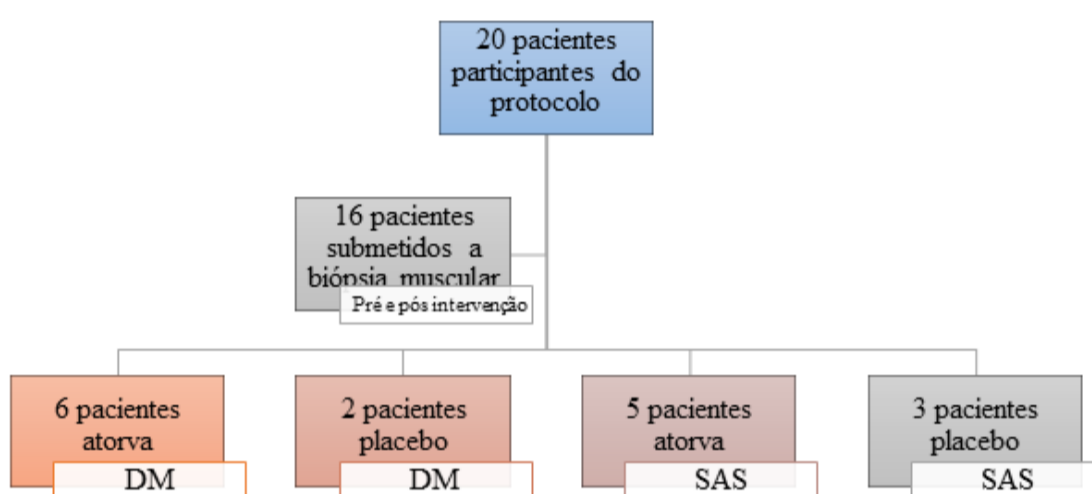 20 pacientes
participantes do
protocolo
16 pacientes
submetidos a
biópsia muscular
Pré e pós intervenção
6 pacientes
atorva
DM
2 pacientes
placebo
DM
5 pacientes
atorva
SAS
3 pacientes
placebo
SAS